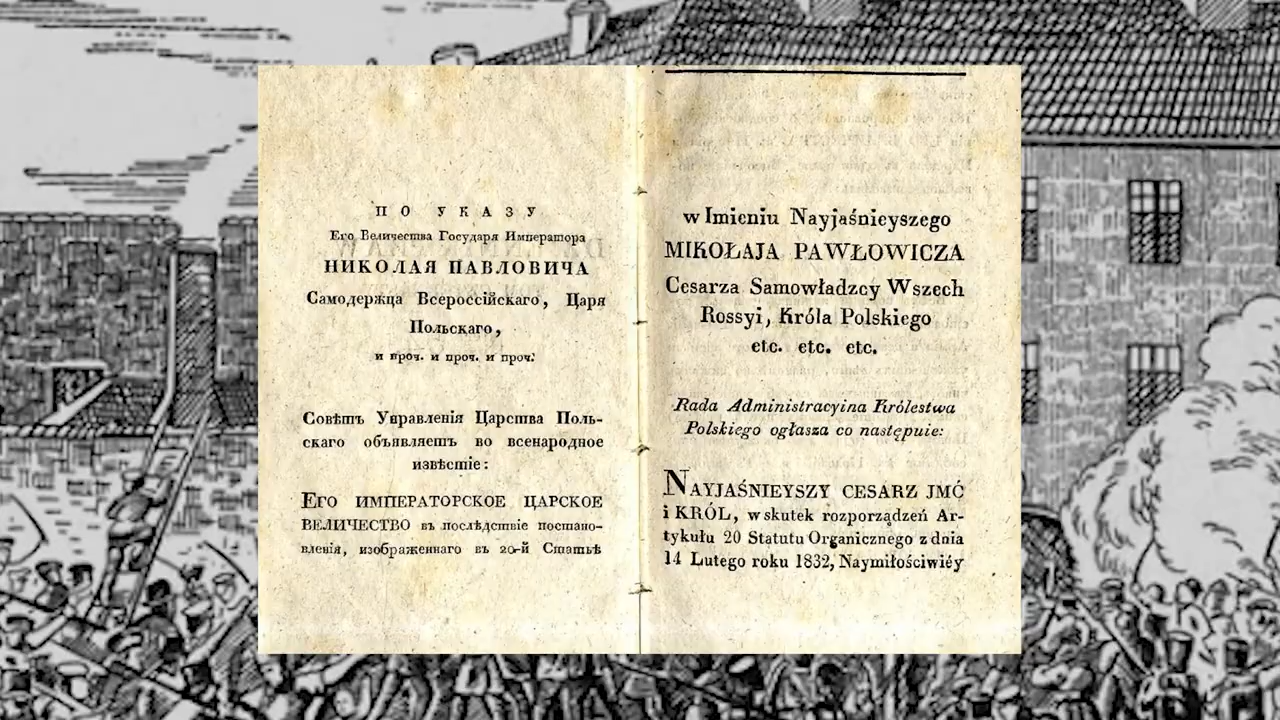 ПО УКАЗУ
Его Величества Государя Императора
НИКОЛАЯ ПАВЛОВИЧА
Самодержца Всероссійскаго, Царя
Польскаго,
и проч. и проч. и проч.
Совѣтъ Управленія Царства Поль-
скаго объявляетъ во всенародное
извѣстіе:
ЕГО ИМПЕРАТОРСКОЕ ЦАРСКОЕ
ВЕЛИЧЕСТВО въ послѣдствіе постано-
вленія, изображеннаго въ 20-й Статьѣ
w Imieniu Nayjaśnieyszego
MIKOŁAJA PAWŁOWICZA
Cesarza Samowładzcy Wszech
Rossyi, Króla Polskiego
etc. etc. etc.
Rada Administracyina Królestwa
Polskiego ogłasza co następuie:
NAYJAŚNIEYSZY CESARZ JMĆ
i KRÓL, w skutek rozporządzeń Ar-
tykułu 20 Statutu Organicznego z dnia
14 Lutego roku 1832, Naymiłościwiéy